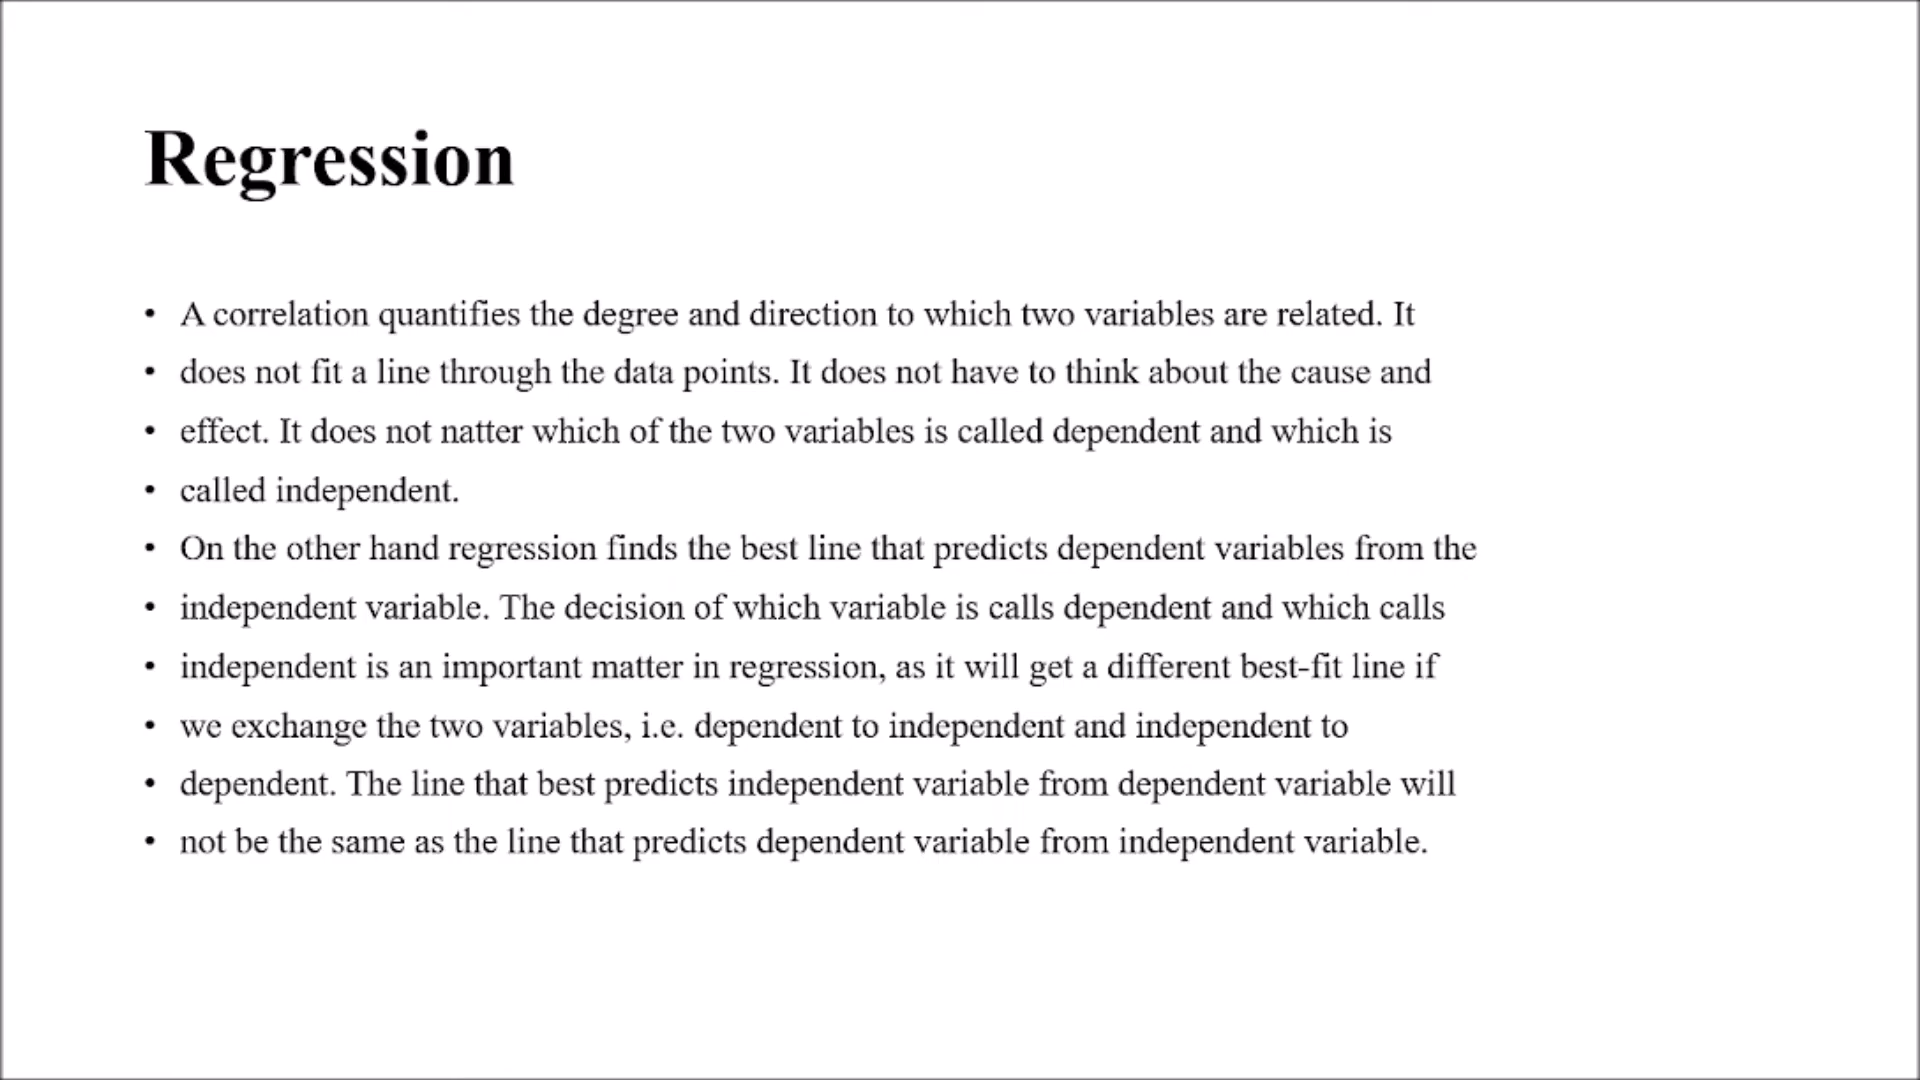 Regression
• A correlation quantifies the degree and direction to which two variables are related. It
• does not fit a line through the data points. It does not have to think about the cause and
• effect. It does not natter which of the two variables is called dependent and which is
• called independent.
• On the other hand regression finds the best line that predicts dependent variables from the
• independent variable. The decision of which variable is calls dependent and which calls
• independent is an important matter in regression, as it will get a different best-fit line if
• we exchange the two variables, i.e. dependent to independent and independent to
• dependent. The line that best predicts independent variable from dependent variable will
• not be the same as the line that predicts dependent variable from independent variable.